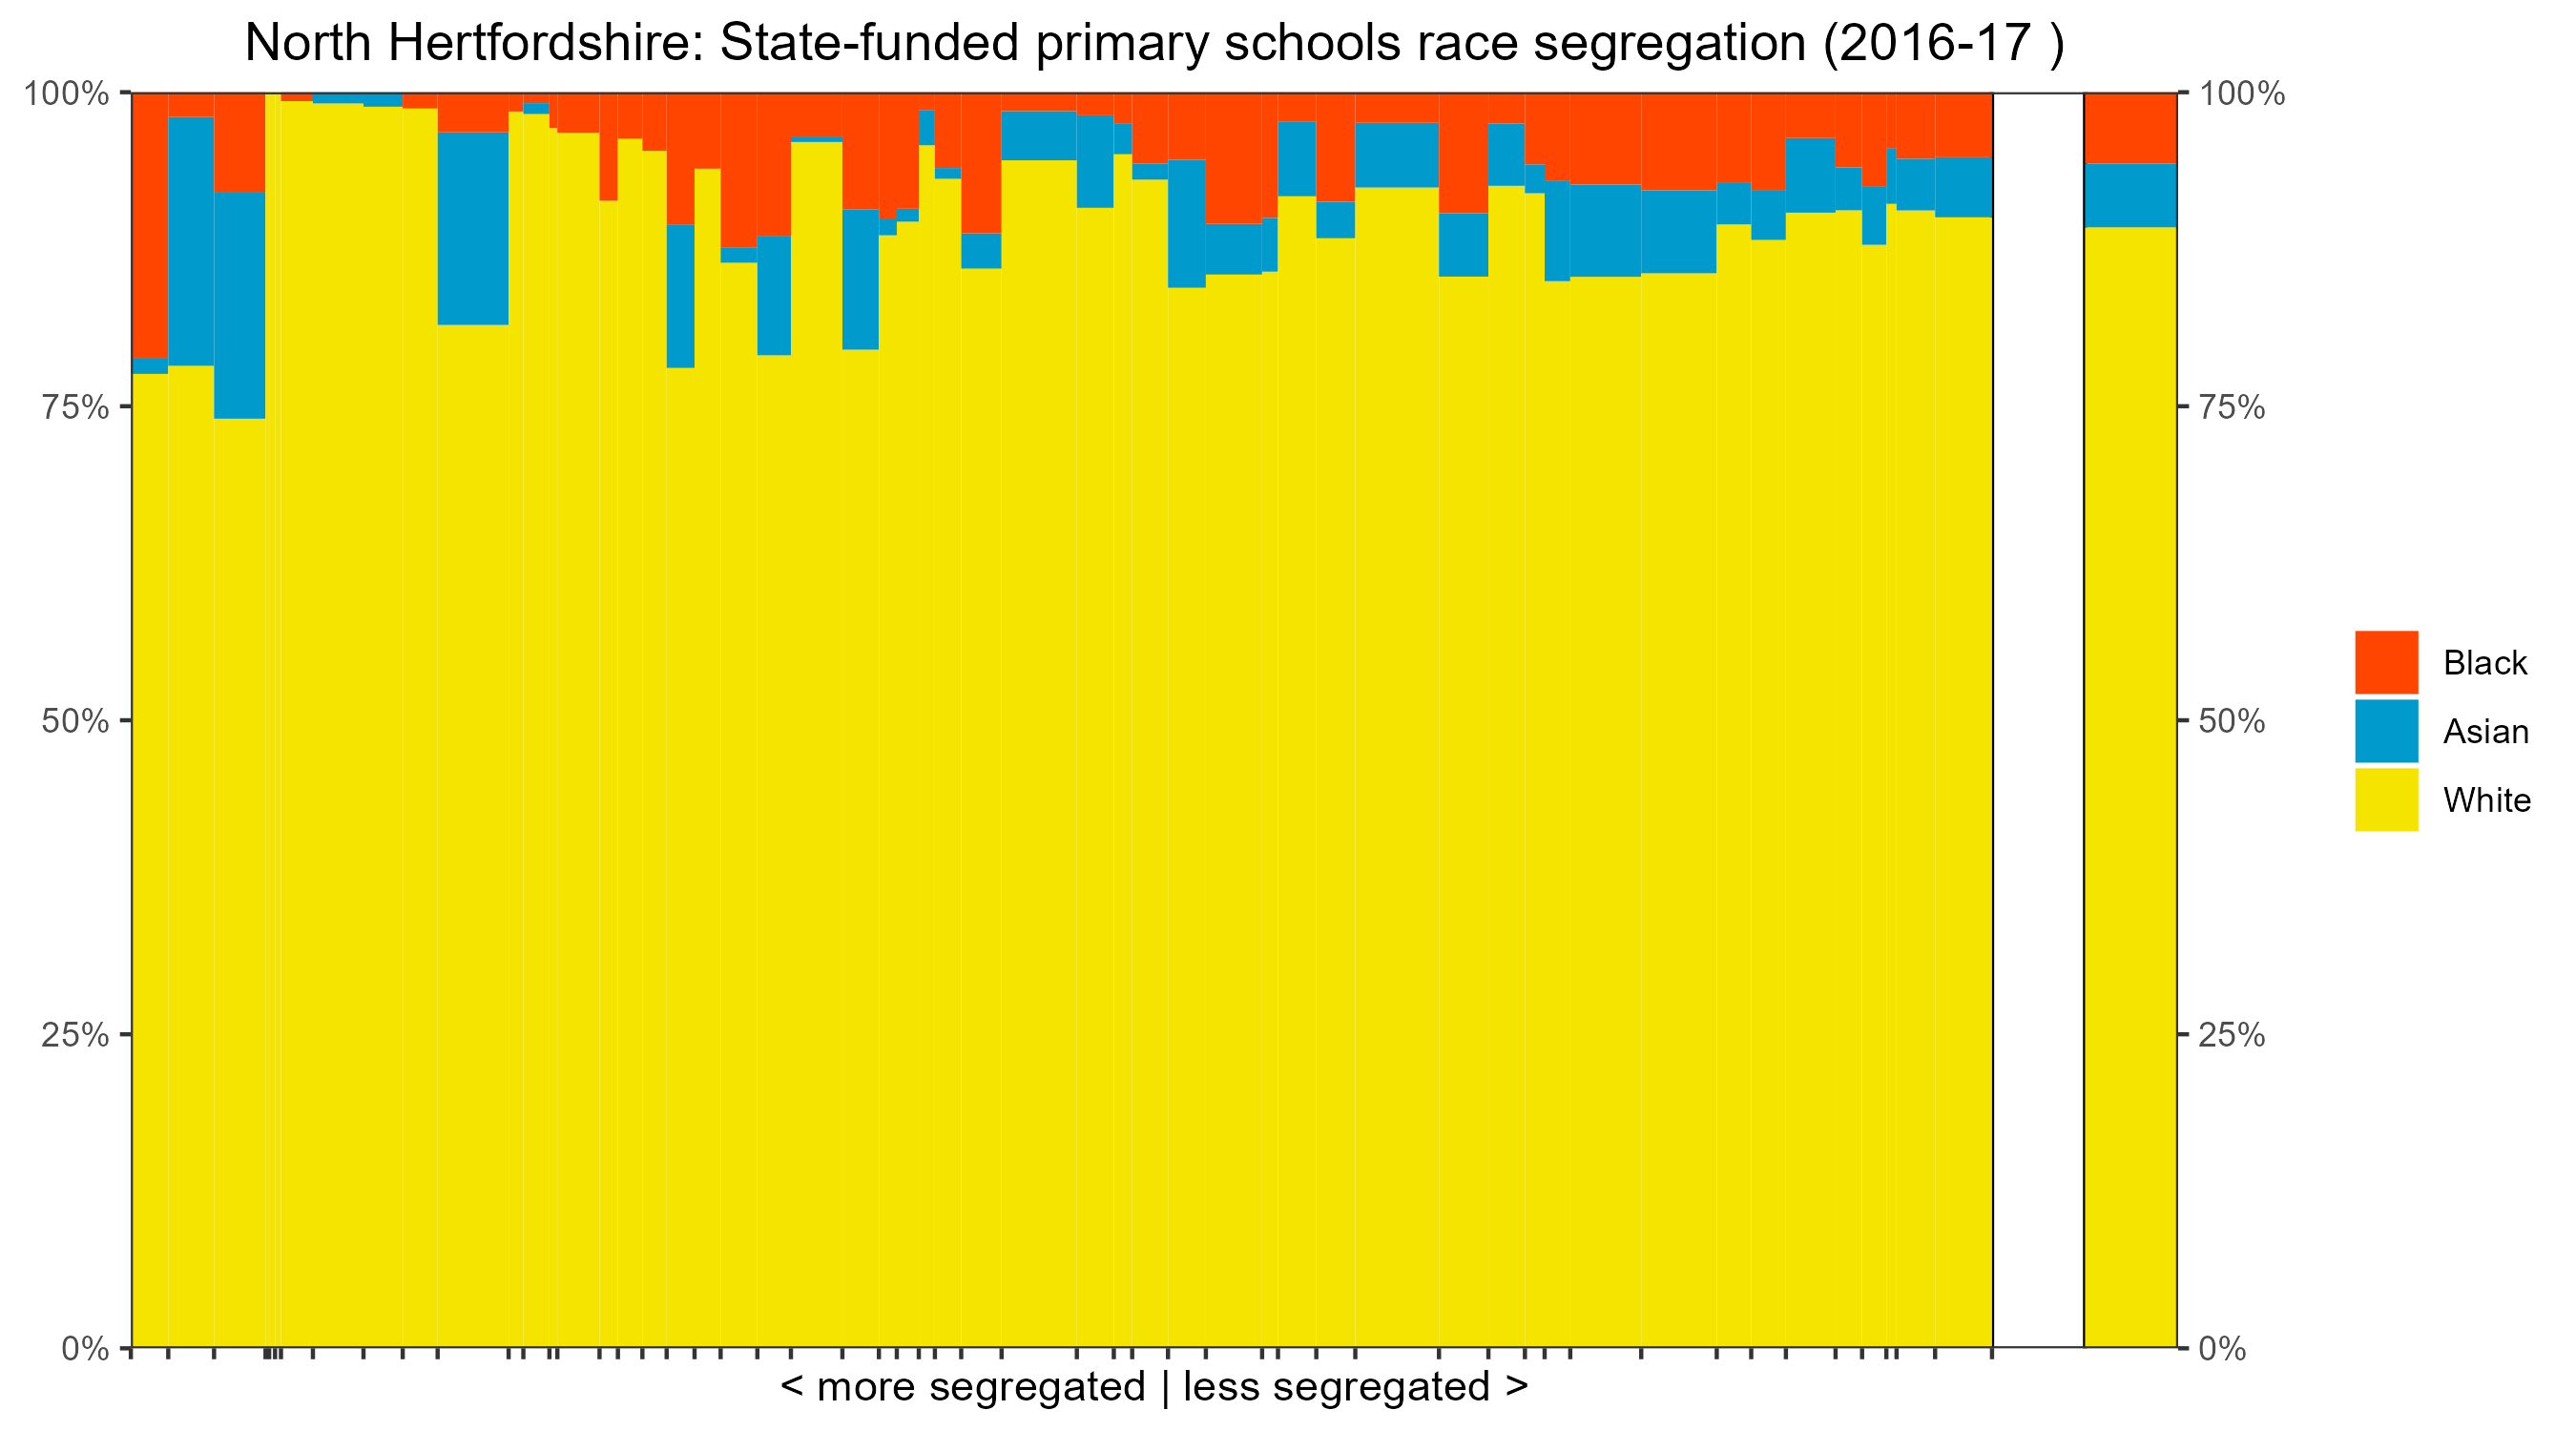 North Hertfordshire: State-funded primary schools race segregation (2016-17 )
100%
75%
50%
25%
0%
100%
75%
50%
25%
0%
Black
Asian
White
< more segregated | less segregated >